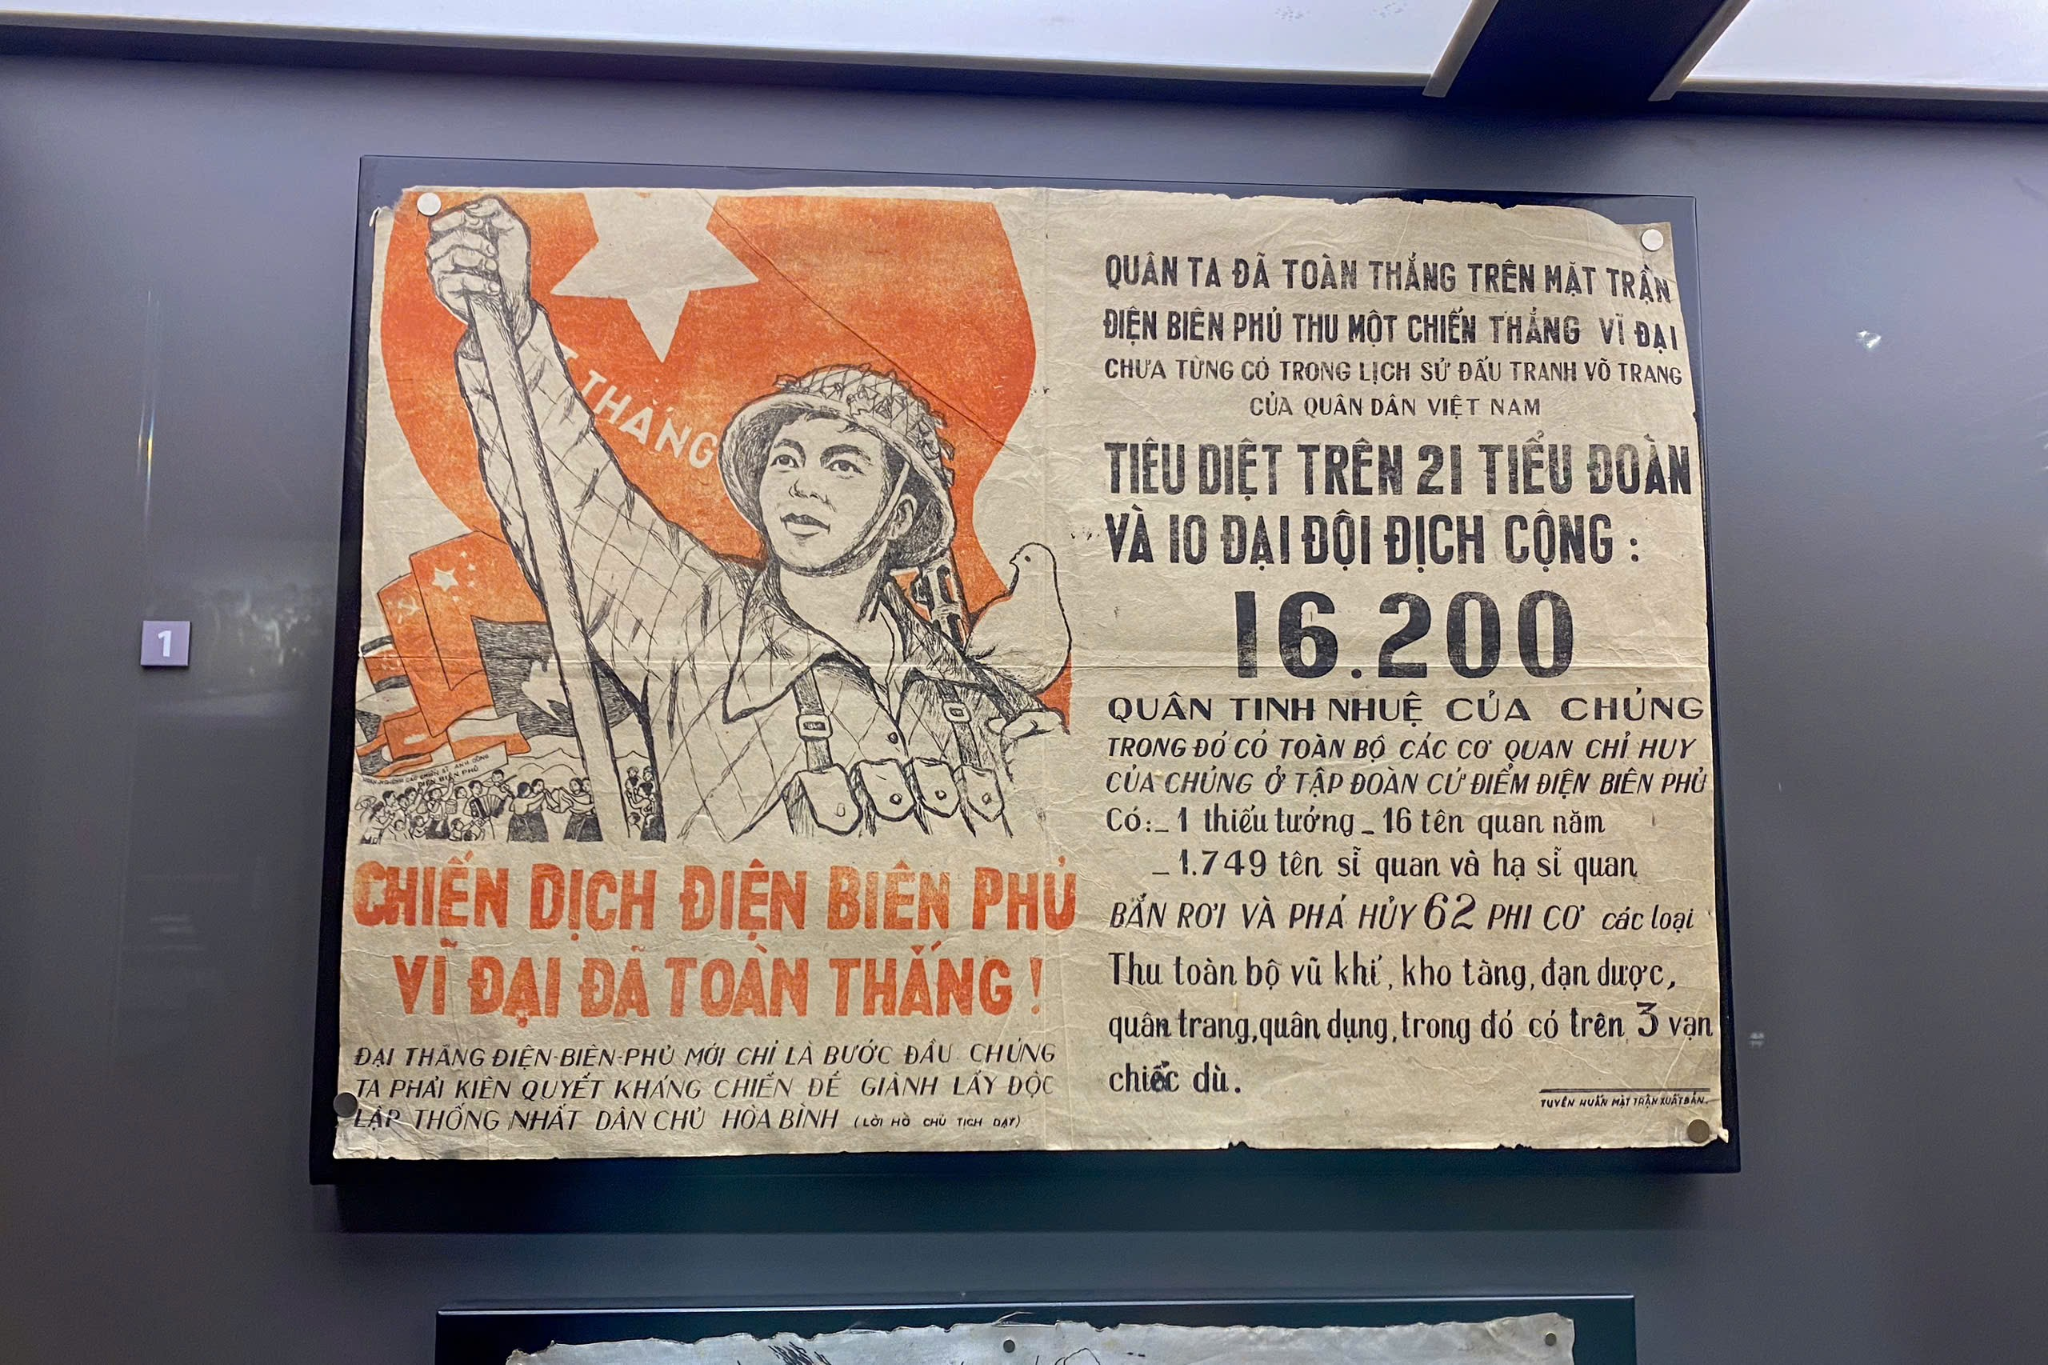 1
THẮNG
CHIẾN DỊCH ĐIỆN BIÊN PHỦ
VĨ ĐẠI ĐÃ TOÀN THẮNG !
ĐẠI THẮNG ĐIỆN-BIÊN-PHỦ MỚI CHỈ LÀ BƯỚC ĐẦU CHÚNG
TA PHẢI KIÊN QUYẾT KHÁNG CHIẾN ĐỂ GIÀNH LẤY ĐỘC
LẬP THỐNG NHẤT DÂN CHỦ HÒA BÌNH (LỜI HỒ CHỦ TỊCH DẠY)
QUÂN TA ĐÃ TOÀN THẮNG TRÊN MẶT TRẬN
ĐIỆN BIÊN PHỦ THU MỘT CHIẾN THẮNG VĨ ĐẠI
CHƯA TỪNG CÓ TRONG LỊCH SỬ ĐẤU TRANH VÕ TRANG
CỦA QUÂN DÂN VIỆT NAM
TIÊU DIỆT TRÊN 21 TIỂU ĐOÀN
VÀ 10 ĐẠI ĐỘI ĐỊCH CỘNG :
16.200
QUÂN TINH NHUỆ CỦA CHÚNG
TRONG ĐÓ CÓ TOÀN BỘ CÁC CƠ QUAN CHỈ HUY
CỦA CHÚNG Ở TẬP ĐOÀN CỨ ĐIỂM ĐIỆN BIÊN PHỦ
Có:_ 1 thiếu tướng _ 16 tên quan năm
_ 1.749 tên sĩ quan và hạ sĩ quan
BẮN RƠI VÀ PHÁ HỦY 62 PHI CƠ các loại
Thu toàn bộ vũ khí, kho tàng, đạn dược,
quân trang, quân dụng, trong đó có trên 3 vạn
chiếc dù.
TUYÊN HUẤN MẶT TRẬN XUẤT BẢN.